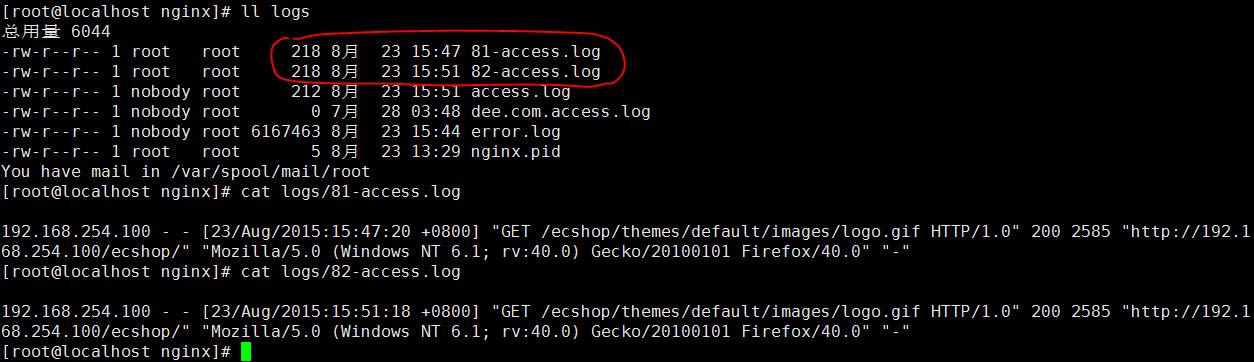 [root@localhost nginx]# ll logs
总用量 6044
-rw-r--r-- 1 root   root     218 8月  23 15:47 81-access.log
-rw-r--r-- 1 root   root     218 8月  23 15:51 82-access.log
-rw-r--r-- 1 nobody root     212 8月  23 15:51 access.log
-rw-r--r-- 1 nobody root       0 7月  28 03:48 dee.com.access.log
-rw-r--r-- 1 nobody root 6167463 8月  23 15:44 error.log
-rw-r--r-- 1 root   root       5 8月  23 13:29 nginx.pid
You have mail in /var/spool/mail/root
[root@localhost nginx]# cat logs/81-access.log
192.168.254.100 - - [23/Aug/2015:15:47:20 +0800] "GET /ecshop/themes/default/images/logo.gif HTTP/1.0" 200 2585 "http://192.1
68.254.100/ecshop/" "Mozilla/5.0 (Windows NT 6.1; rv:40.0) Gecko/20100101 Firefox/40.0" "-"
[root@localhost nginx]# cat logs/82-access.log
192.168.254.100 - - [23/Aug/2015:15:51:18 +0800] "GET /ecshop/themes/default/images/logo.gif HTTP/1.0" 200 2585 "http://192.1
68.254.100/ecshop/" "Mozilla/5.0 (Windows NT 6.1; rv:40.0) Gecko/20100101 Firefox/40.0" "-"
[root@localhost nginx]#